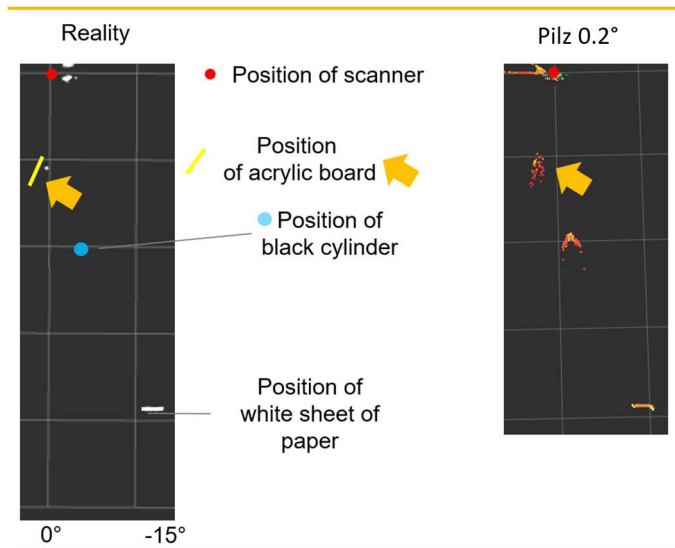 Reality
Pilz 0.2°
Position of scanner
Position
of acrylic board
Position of
black cylinder
Position of
white sheet of
paper
0°
-15°